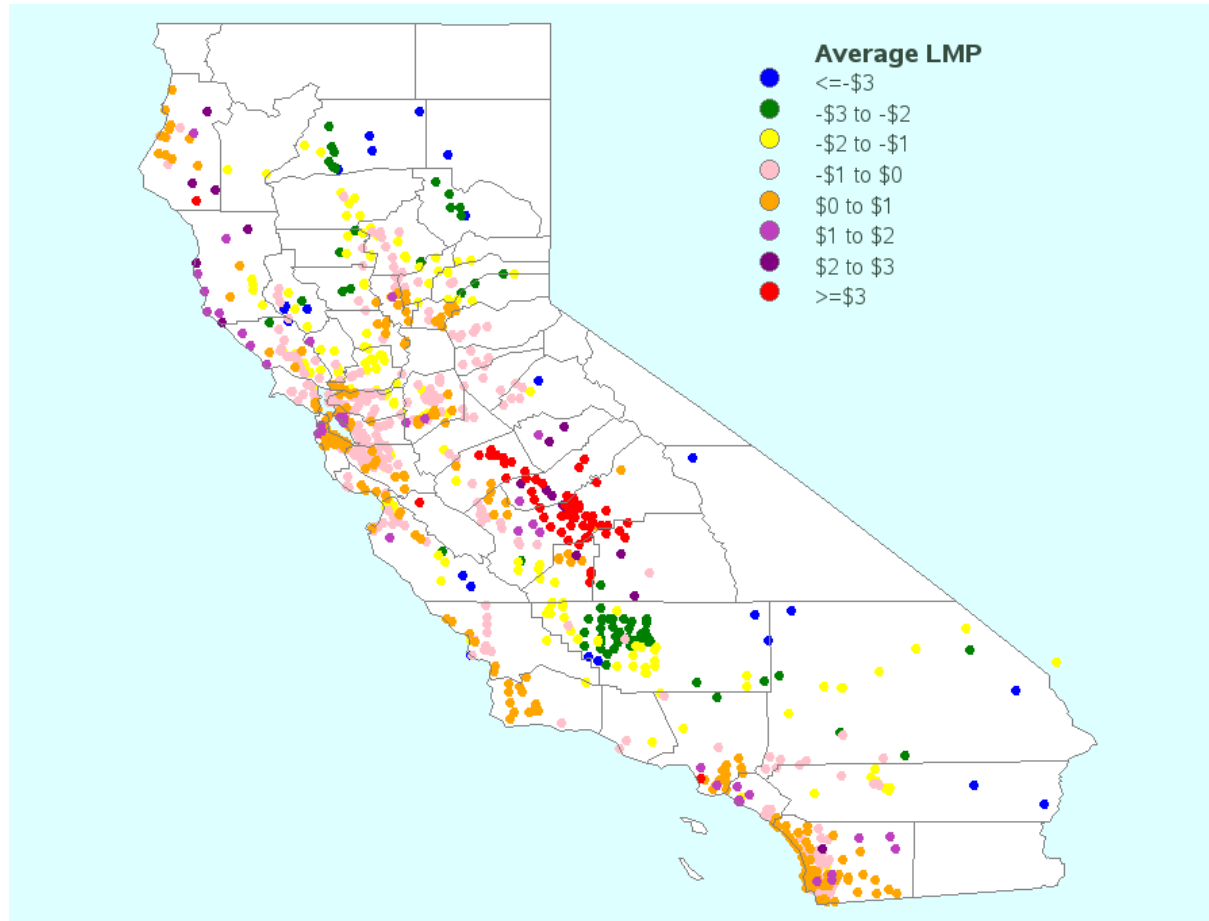 Average LMP
<=-$3
-$3 to -$2
-$2 to -$1
-$1 to $0
$0 to $1
$1 to $2
$2 to $3
>=$3